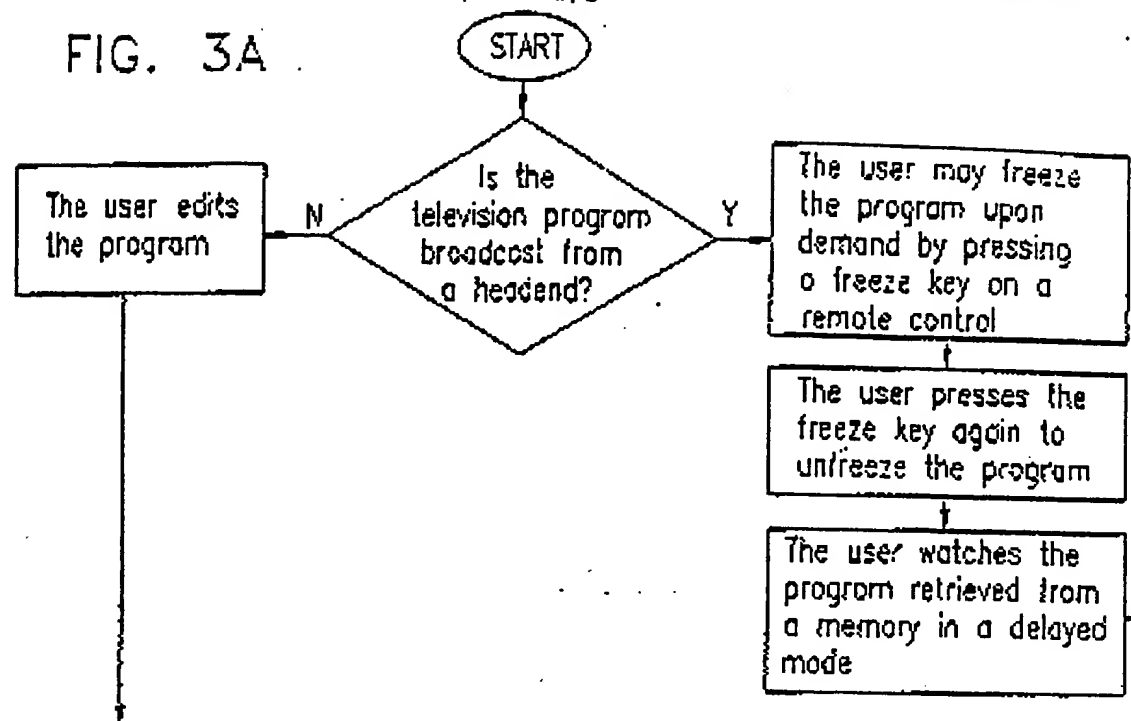 FIG. 3A
START
Is the
television program
broadcast from
a headend?
N
Y
The user edits
the program
The user may freeze
the program upon
demand by pressing
a freeze key on a
remote control
The user presses the
freeze key again to
unfreeze the program
The user watches the
program retrieved from
a memory in a delayed
mode